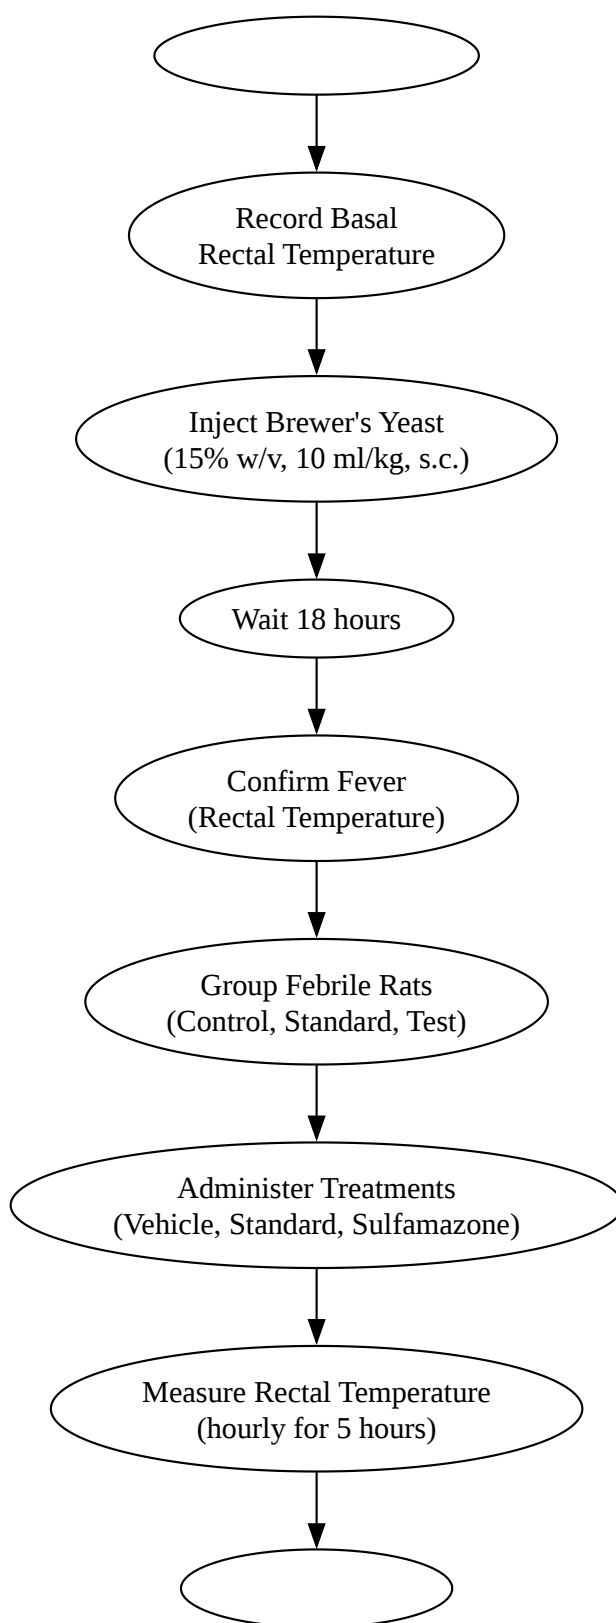 Record Basal
Rectal Temperature
Inject Brewer's Yeast
(15% w/v, 10 ml/kg, s.c.)
Wait 18 hours
Confirm Fever
(Rectal Temperature)
Group Febrile Rats
(Control, Standard, Test)
Administer Treatments
(Vehicle, Standard, Sulfamazone)
Measure Rectal Temperature
(hourly for 5 hours)